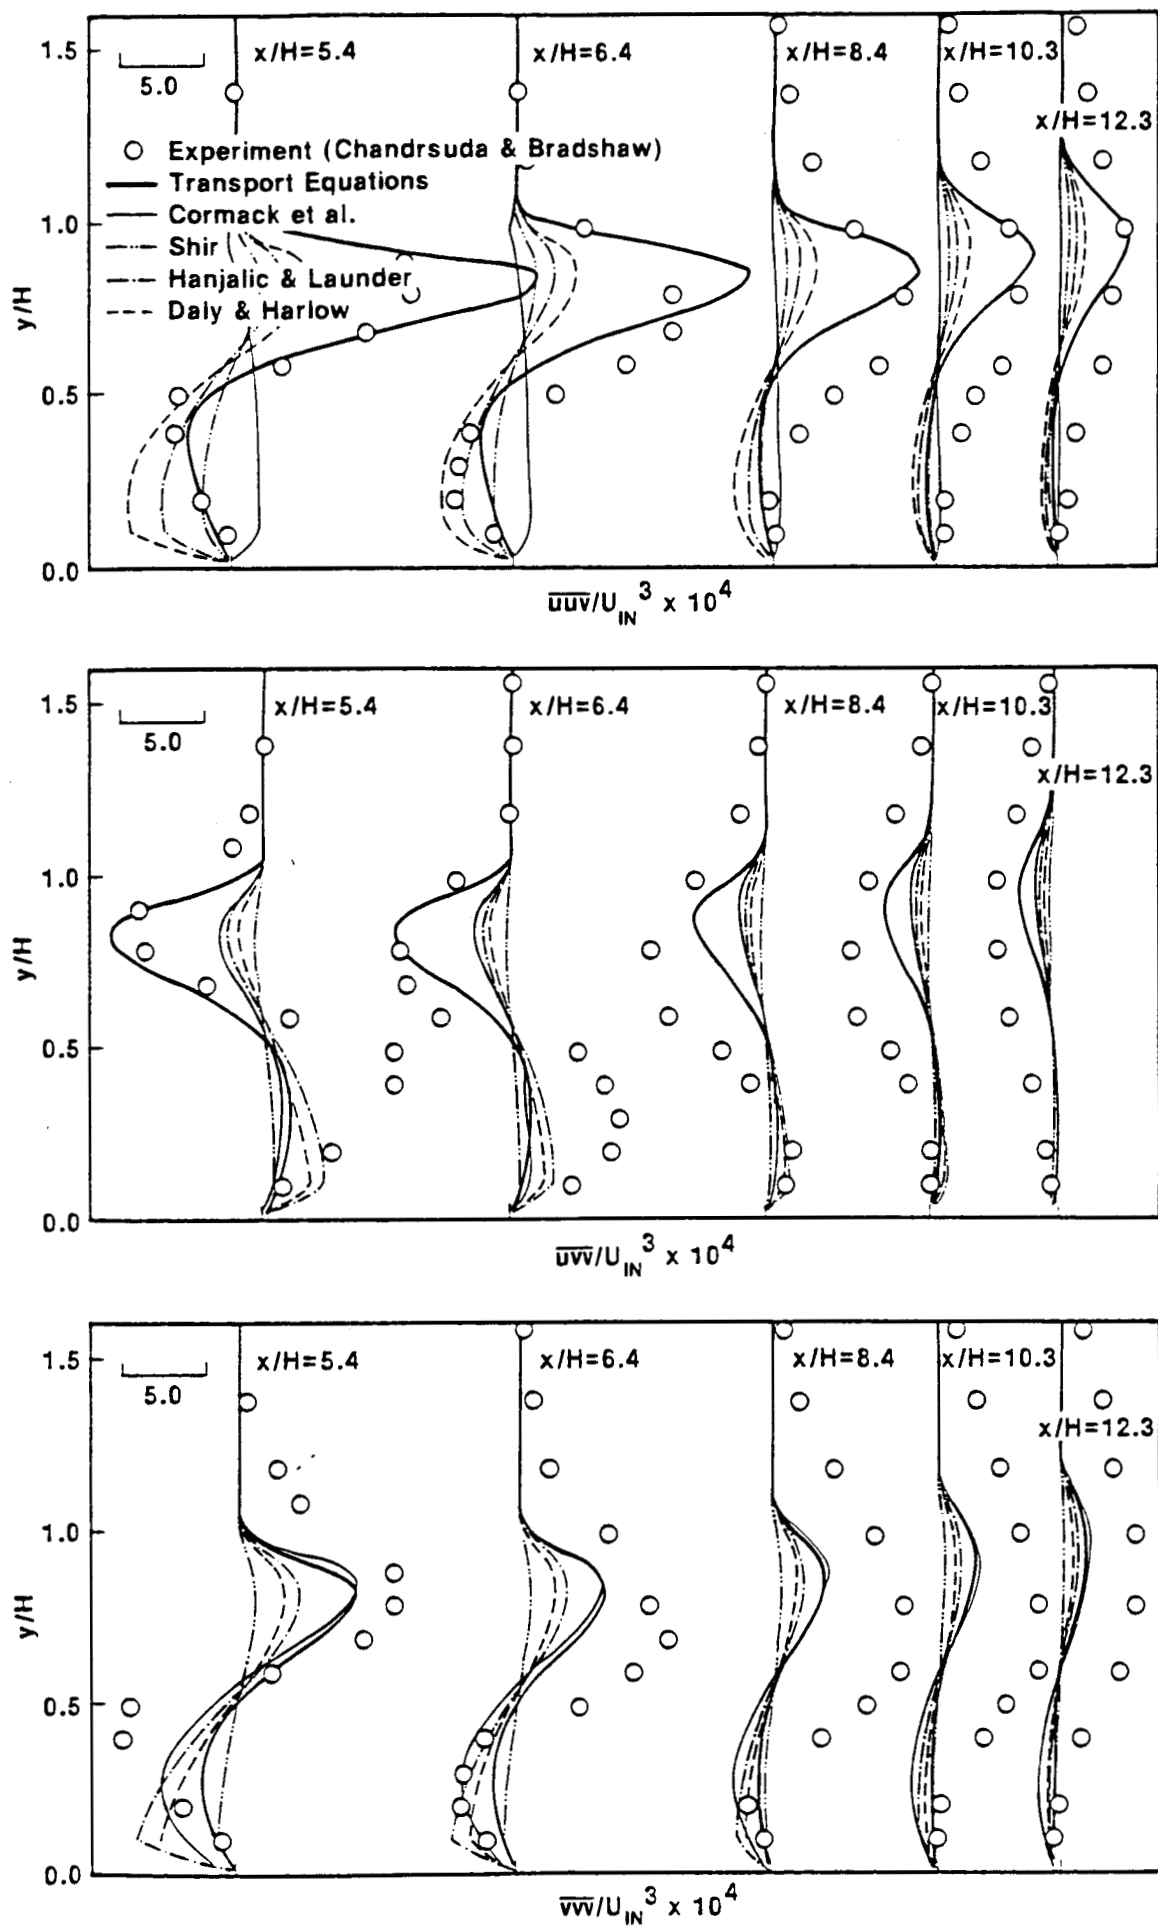 1.5
x/H=5.4
x/H=6.4
x/H=8.4
x/H=10.3
5.0
x/H=12.3
Experiment (Chandrsuda & Bradshaw)
Transport Equations
Cormack et al.
Shir
Hanjalic & Launder
Daly & Harlow
1.0
y/H
0.5
0.0
u̅u̅v̅/U_IN^3 x 10^4
1.5
x/H=5.4
x/H=6.4
x/H=8.4
x/H=10.3
5.0
x/H=12.3
1.0
y/H
0.5
0.0
u̅v̅v̅/U_IN^3 x 10^4
1.5
x/H=5.4
x/H=6.4
x/H=8.4
x/H=10.3
5.0
x/H=12.3
1.0
y/H
0.5
0.0
v̅v̅v̅/U_IN^3 x 10^4